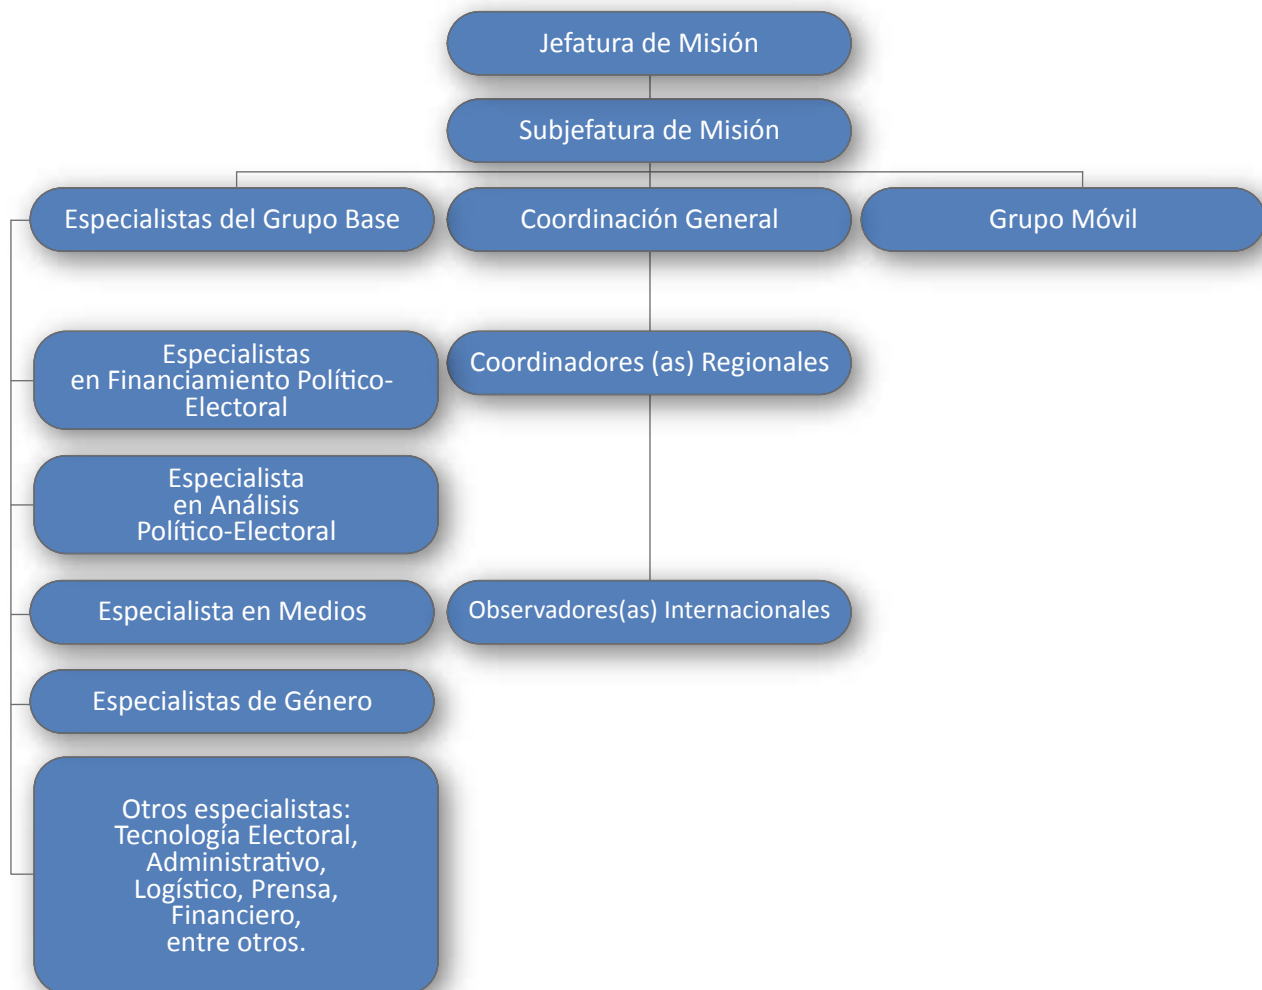 Jefatura de Misión
Subjefatura de Misión
Especialistas del Grupo Base
Coordinación General
Grupo Móvil
Especialistas
en Financiamiento Político-
Electoral
Coordinadores (as) Regionales
Especialista
en Análisis
Político-Electoral
Especialista en Medios
Observadores(as) Internacionales
Especialistas de Género
Otros especialistas:
Tecnología Electoral,
Administrativo,
Logístico, Prensa,
Financiero,
entre otros.